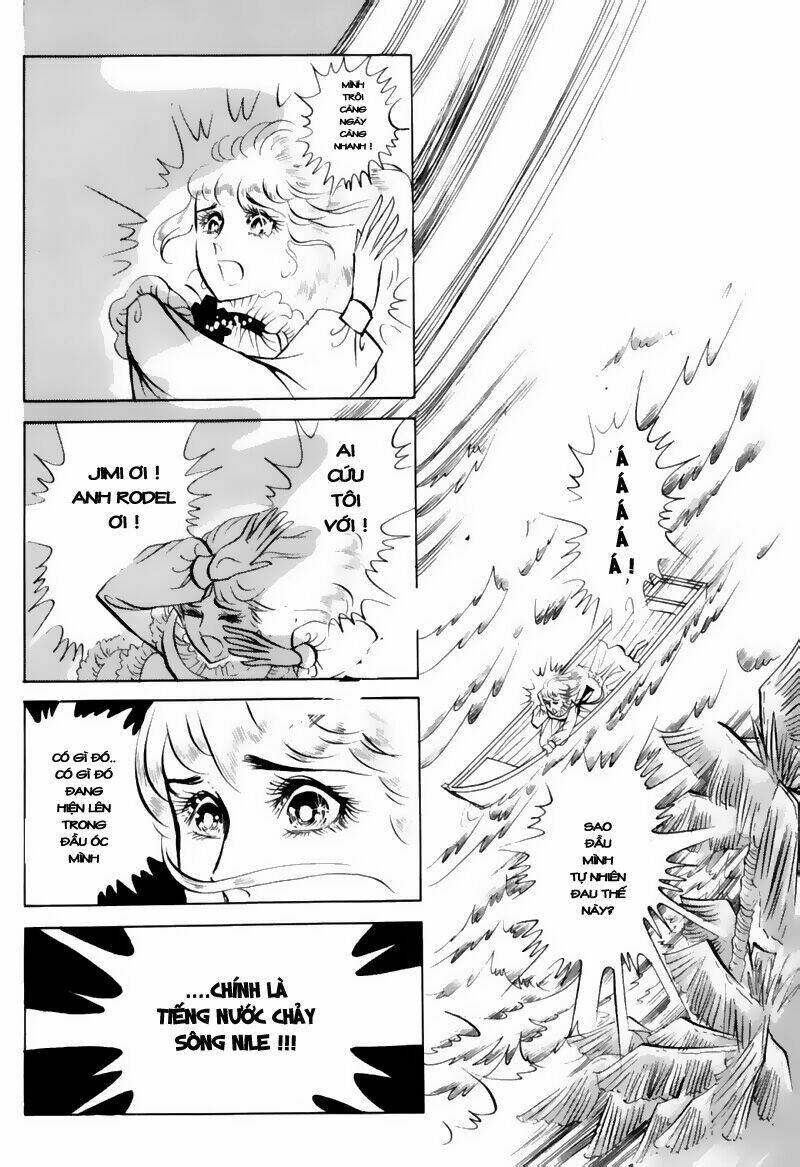 MÌNH
TRÔI
CÀNG
NGÀY
CÀNG
NHANH !
AI
CỨU
TÔI
VỚI !
JIMI ƠI !
ANH RODEL
ƠI !
Á
Á
Á
Á
Á !
SAO
ĐẦU
MÌNH
TỰ NHIÊN
ĐAU THẾ
NÀY?
CÓ GÌ ĐÓ..
CÓ GÌ ĐÓ
ĐANG
HIỆN LÊN
TRONG
ĐẦU ÓC
MÌNH
....CHÍNH LÀ
TIẾNG NƯỚC CHẢY
SÔNG NILE !!!